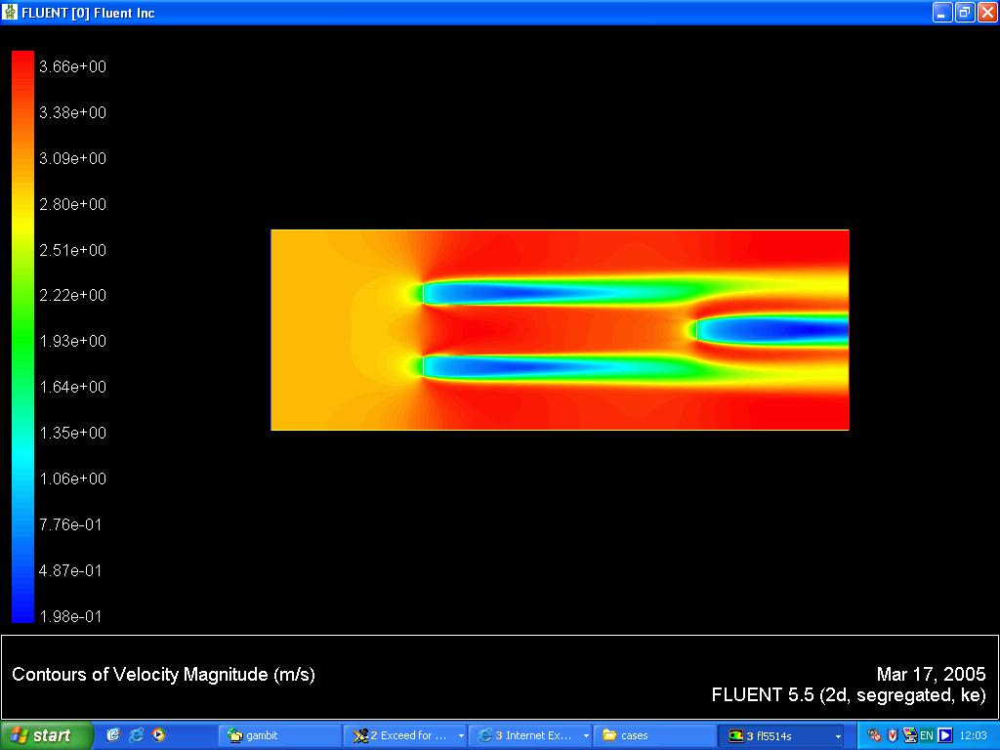 FLUENT [0] Fluent Inc
3.66e+00
3.38e+00
3.09e+00
2.80e+00
2.51e+00
2.22e+00
1.93e+00
1.64e+00
1.35e+00
1.06e+00
7.76e-01
4.87e-01
1.98e-01
Contours of Velocity Magnitude (m/s)
Mar 17, 2005
FLUENT 5.5 (2d, segregated, ke)
start
gambit
2 Exceed for ...
3 Internet Ex...
cases
3 fl5514s
EN
12:03